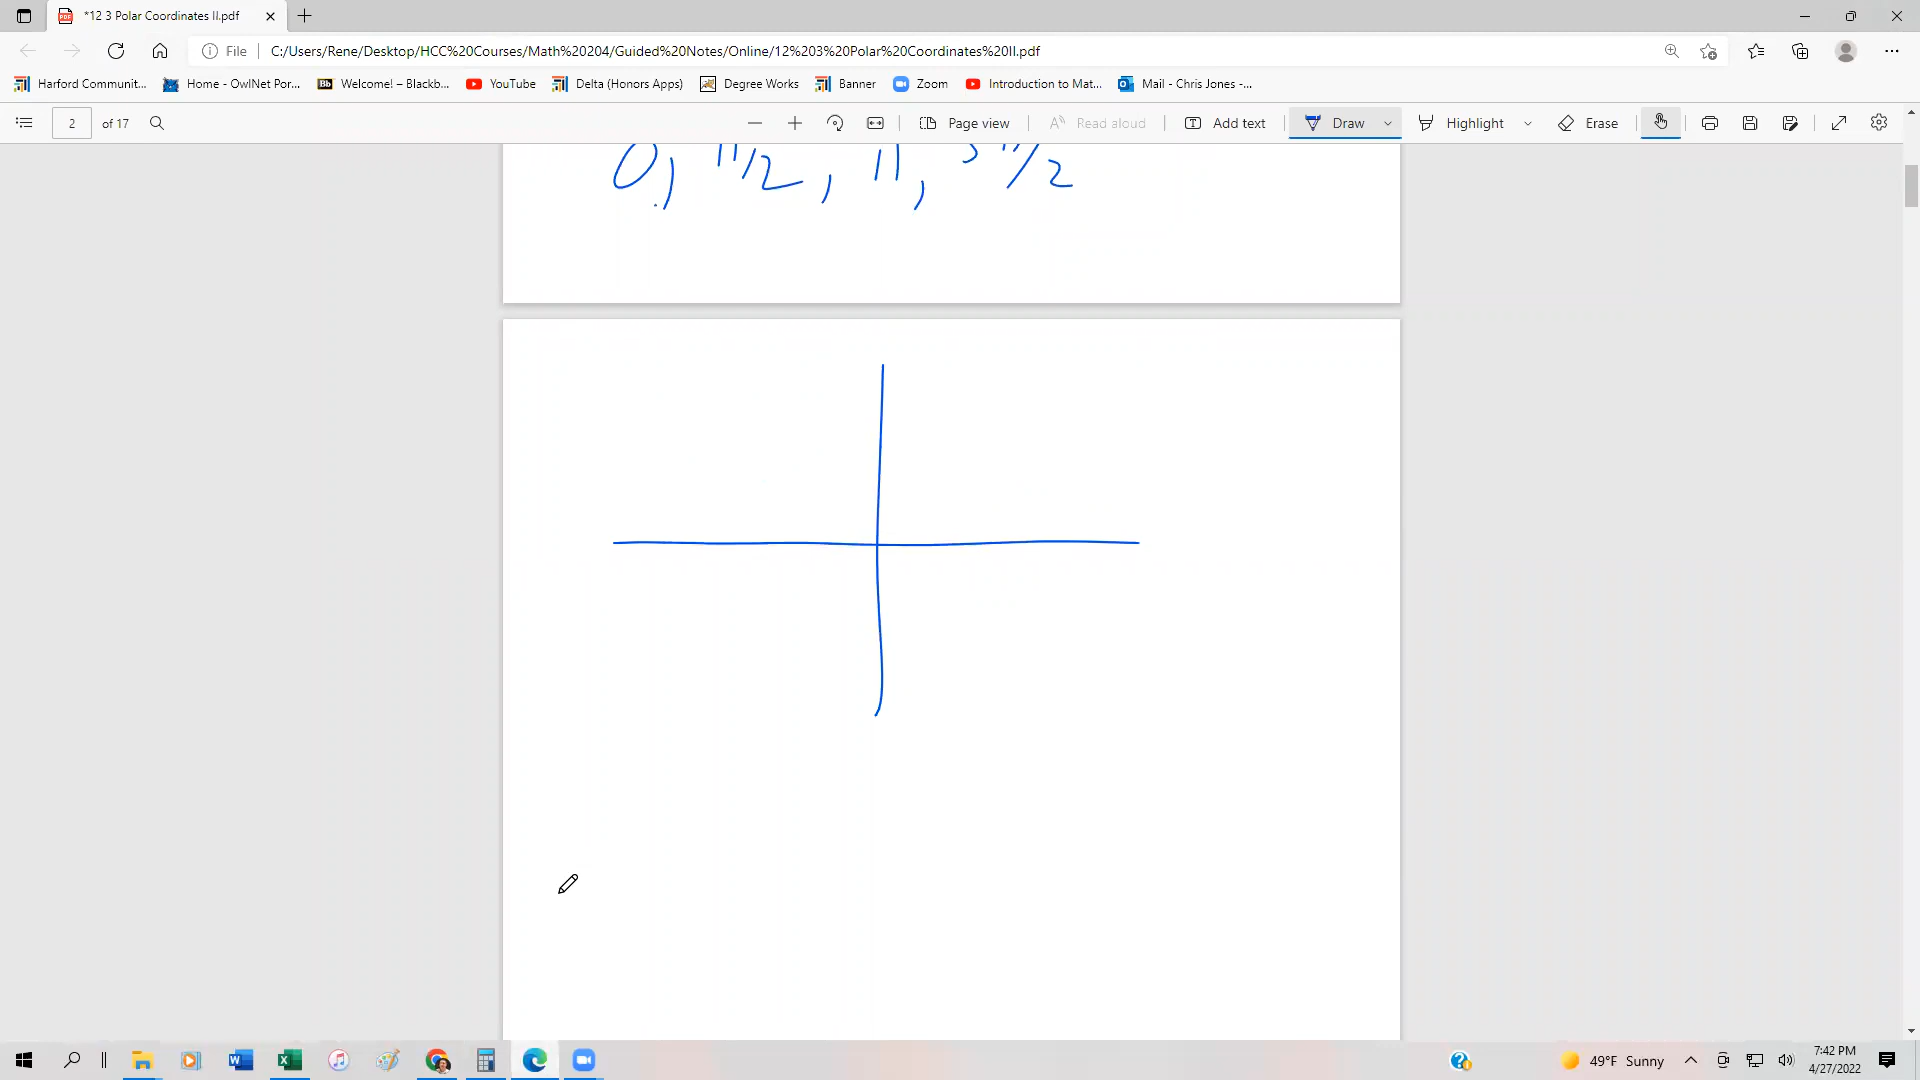 *12 3 Polar Coordinates II.pdf
File C:/Users/Rene/Desktop/HCC%20Courses/Math%20204/Guided%20Notes/Online/12%203%20Polar%20Coordinates%20II.pdf
Harford Communit... Home - OwlNet Por... Bb Welcome! – Blackb... YouTube Delta (Honors Apps) Degree Works Banner Zoom Introduction to Mat... Mail - Chris Jones -...
2 of 17 Page view Read aloud Add text Draw Highlight Erase
0, π/2, π, 3π/2
49°F Sunny 7:42 PM
4/27/2022